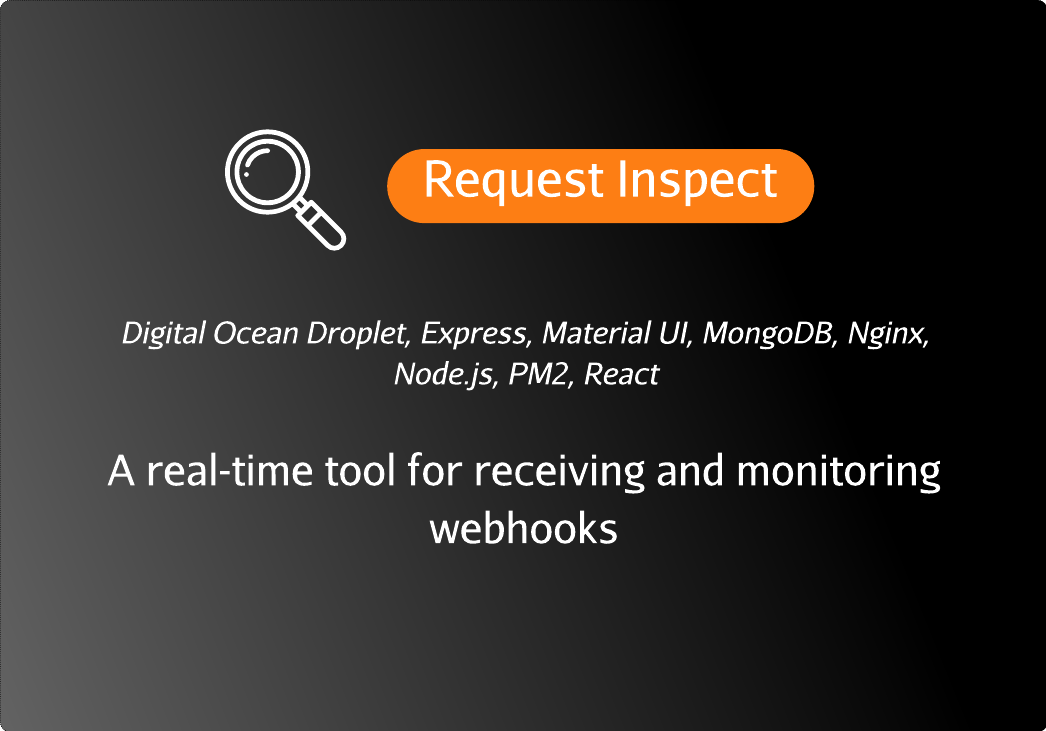 Request Inspect
Digital Ocean Droplet, Express, Material UI, MongoDB, Nginx,
Node.js, PM2, React
A real-time tool for receiving and monitoring
webhooks